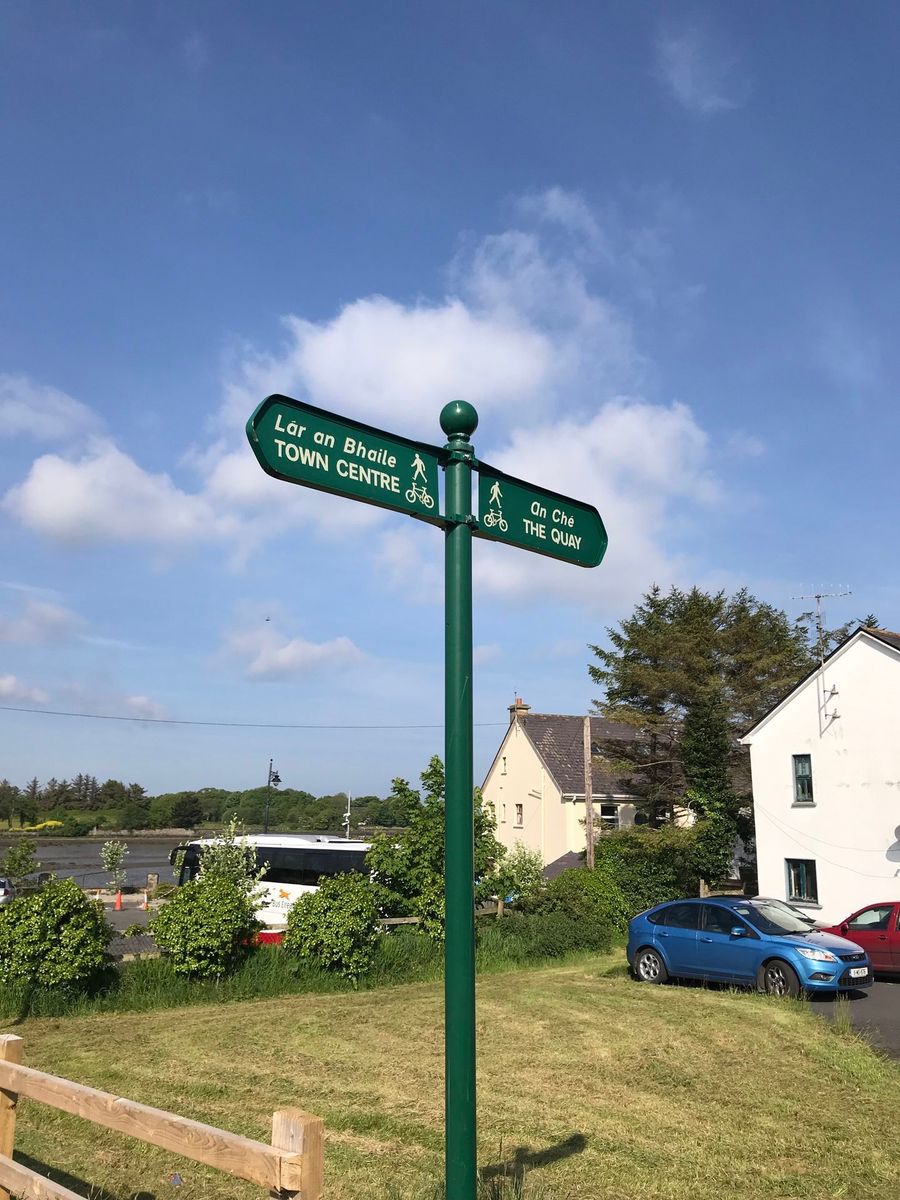 Lár an Bhaile
TOWN CENTRE
An Ché
THE QUAY